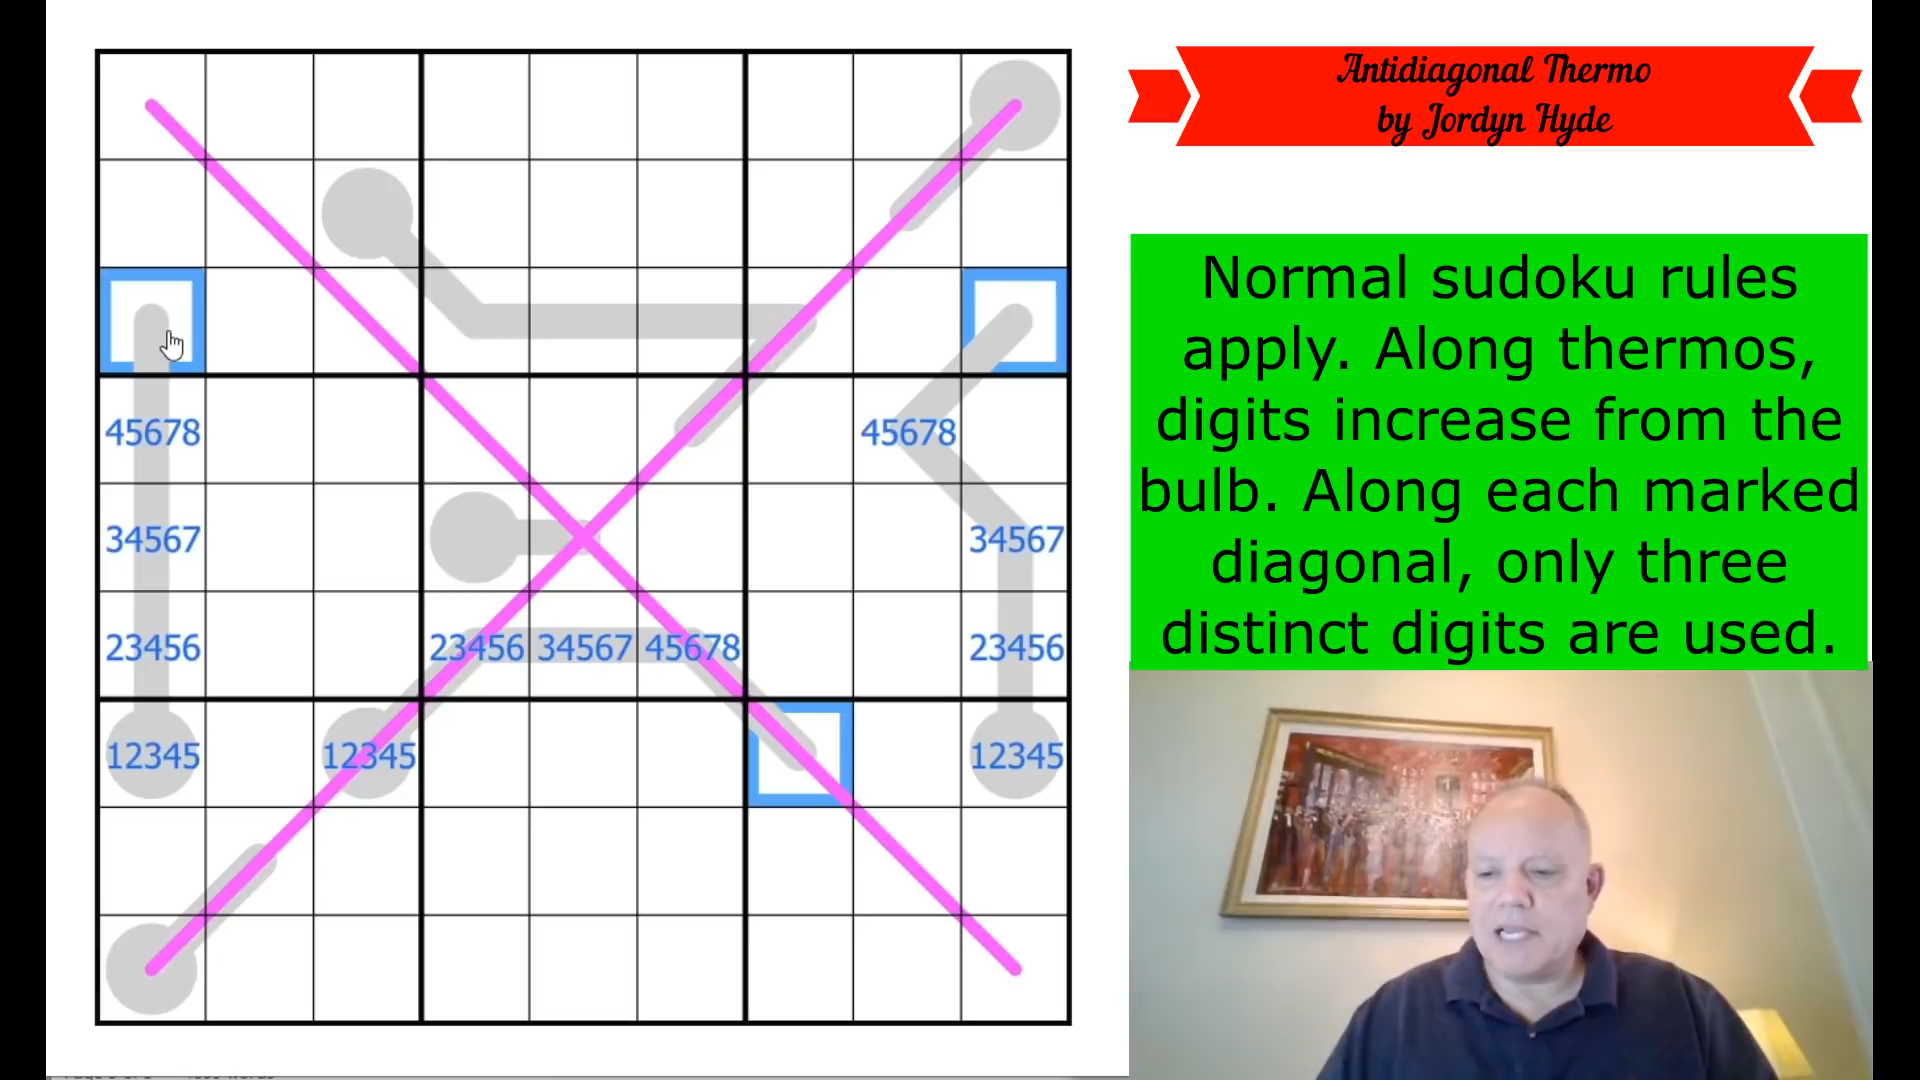 Antidiagonal Thermo
by Jordyn Hyde
Normal sudoku rules
apply. Along thermos,
digits increase from the
bulb. Along each marked
diagonal, only three
distinct digits are used.
45678 45678
34567 34567
23456 23456 34567 45678 23456
12345 12345 12345